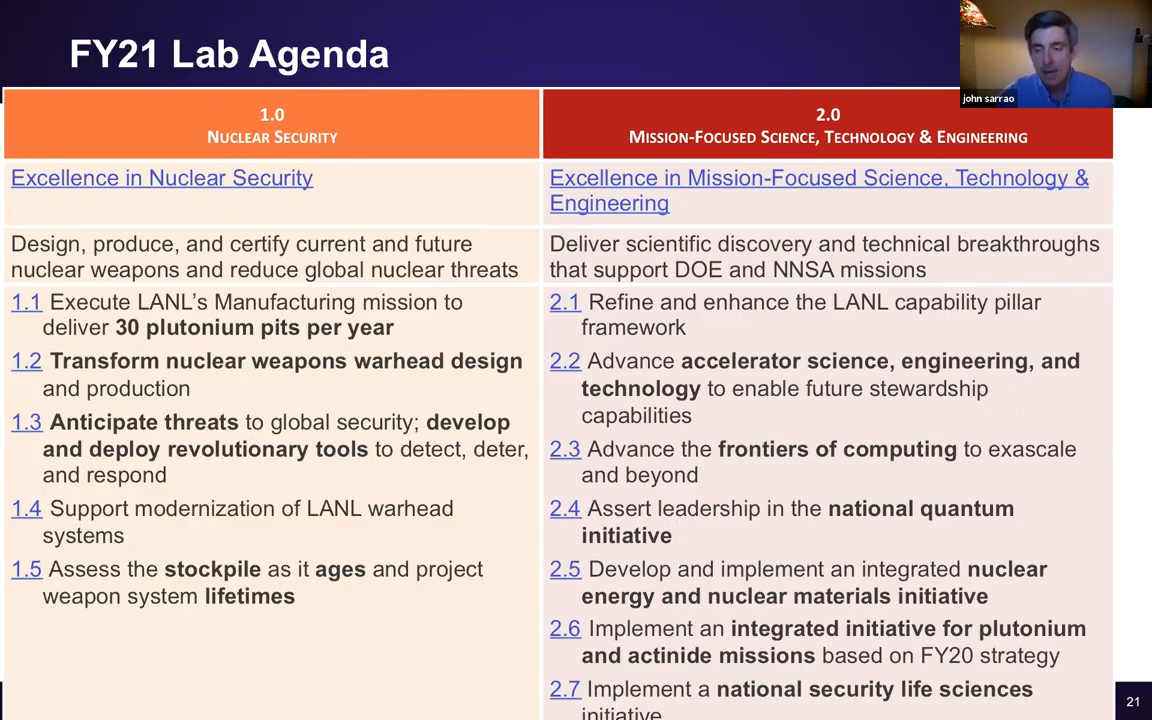 FY21 Lab Agenda
john sarrao
1.0
NUCLEAR SECURITY
2.0
MISSION-FOCUSED SCIENCE, TECHNOLOGY & ENGINEERING
Excellence in Nuclear Security
Excellence in Mission-Focused Science, Technology &
Engineering
Design, produce, and certify current and future
nuclear weapons and reduce global nuclear threats
Deliver scientific discovery and technical breakthroughs
that support DOE and NNSA missions
1.1 Execute LANL's Manufacturing mission to
deliver 30 plutonium pits per year
1.2 Transform nuclear weapons warhead design
and production
1.3 Anticipate threats to global security; develop
and deploy revolutionary tools to detect, deter,
and respond
1.4 Support modernization of LANL warhead
systems
1.5 Assess the stockpile as it ages and project
weapon system lifetimes
2.1 Refine and enhance the LANL capability pillar
framework
2.2 Advance accelerator science, engineering, and
technology to enable future stewardship
capabilities
2.3 Advance the frontiers of computing to exascale
and beyond
2.4 Assert leadership in the national quantum
initiative
2.5 Develop and implement an integrated nuclear
energy and nuclear materials initiative
2.6 Implement an integrated initiative for plutonium
and actinide missions based on FY20 strategy
2.7 Implement a national security life sciences
initiative
21